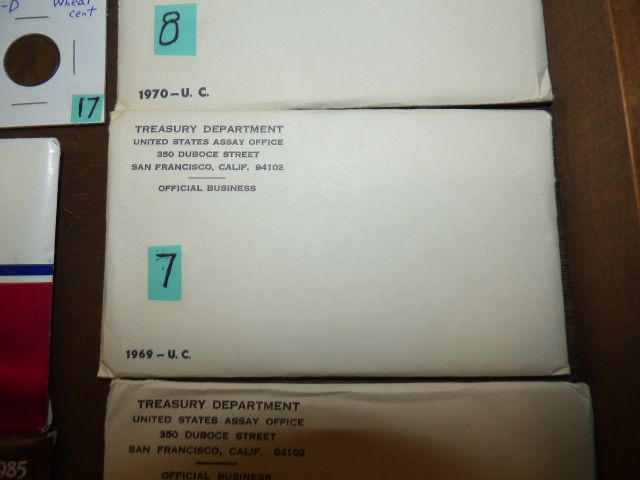 -D Wheat
cent
17
8
1970-U. C.
TREASURY DEPARTMENT
UNITED STATES ASSAY OFFICE
350 DUBOCE STREET
SAN FRANCISCO, CALIF. 94102
OFFICIAL BUSINESS
7
1969-U. C.
TREASURY DEPARTMENT
UNITED STATES ASSAY OFFICE
350 DUBOCE STREET
SAN FRANCISCO, CALIF. 94102
OFFICIAL BUSINESS
985